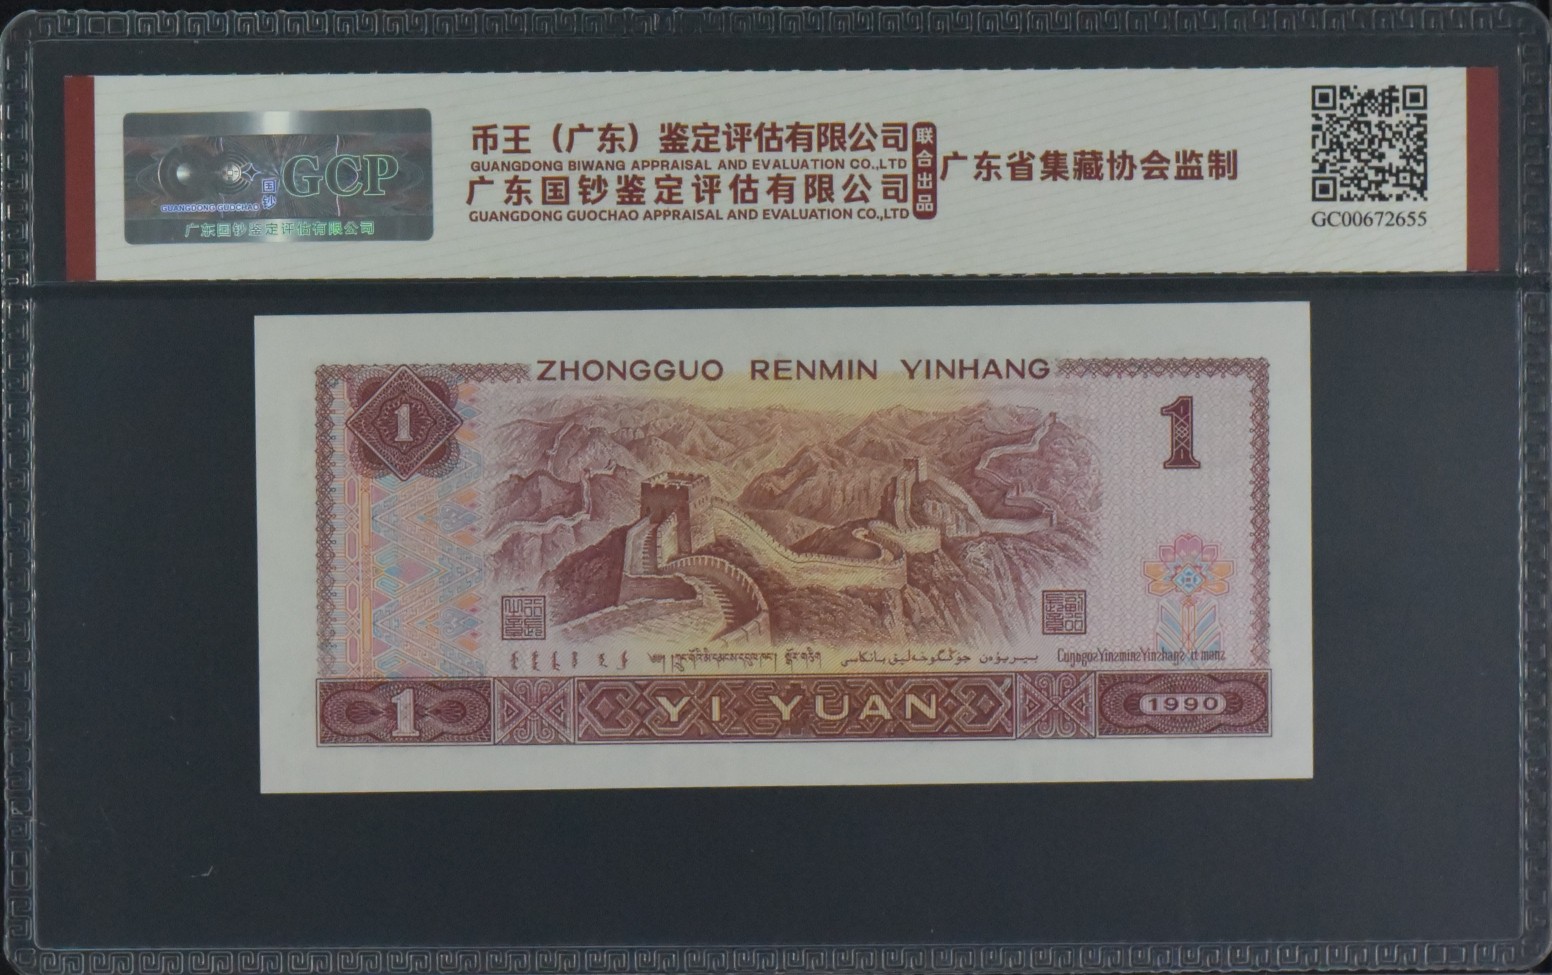 GCP
国钞
GUANGDONG GUOCHAO
广东国钞鉴定评估有限公司
币王（广东）鉴定评估有限公司
GUANGDONG BIWANG APPRAISAL AND EVALUATION CO.,LTD
广东国钞鉴定评估有限公司
GUANGDONG GUOCHAO APPRAISAL AND EVALUATION CO.,LTD
联合出品
广东省集藏协会监制
GC00672655
ZHONGGUO RENMIN YINHANG
1
1
1
YI YUAN
1990